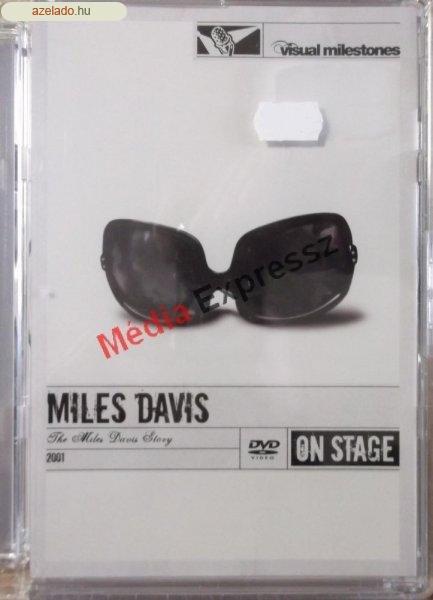 azelado.hu
visual milestones
Média Expressz
MILES DAVIS
The Miles Davis Story
2001
DVD
VIDEO
ON STAGE